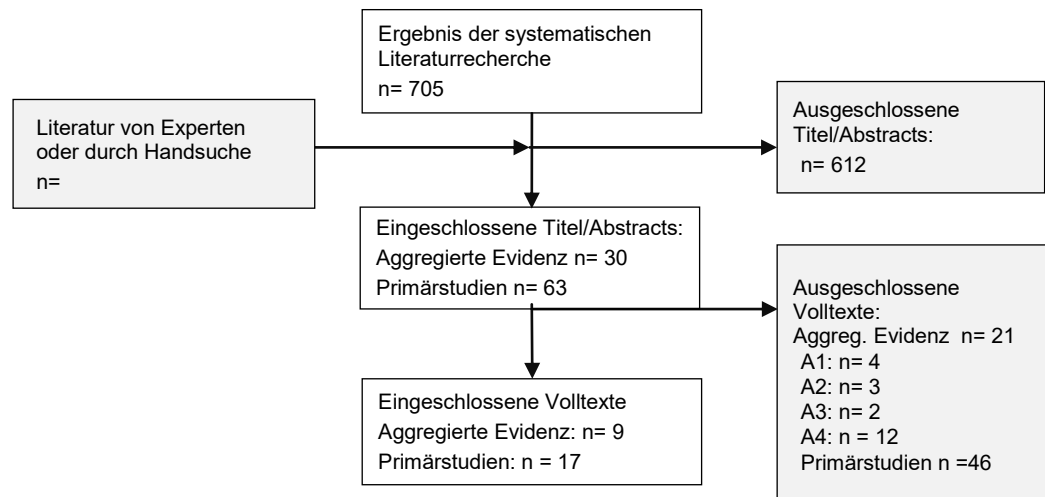 Ergebnis der systematischen
Literaturrecherche
n= 705
Literatur von Experten
oder durch Handsuche
n=
Ausgeschlossene
Titel/Abstracts:
n= 612
Eingeschlossene Titel/Abstracts:
Aggregierte Evidenz n= 30
Primärstudien n= 63
Ausgeschlossene
Volltexte:
Aggreg. Evidenz n= 21
A1: n= 4
A2: n= 3
A3: n= 2
A4: n = 12
Primärstudien n =46
Eingeschlossene Volltexte
Aggregierte Evidenz: n= 9
Primärstudien: n = 17